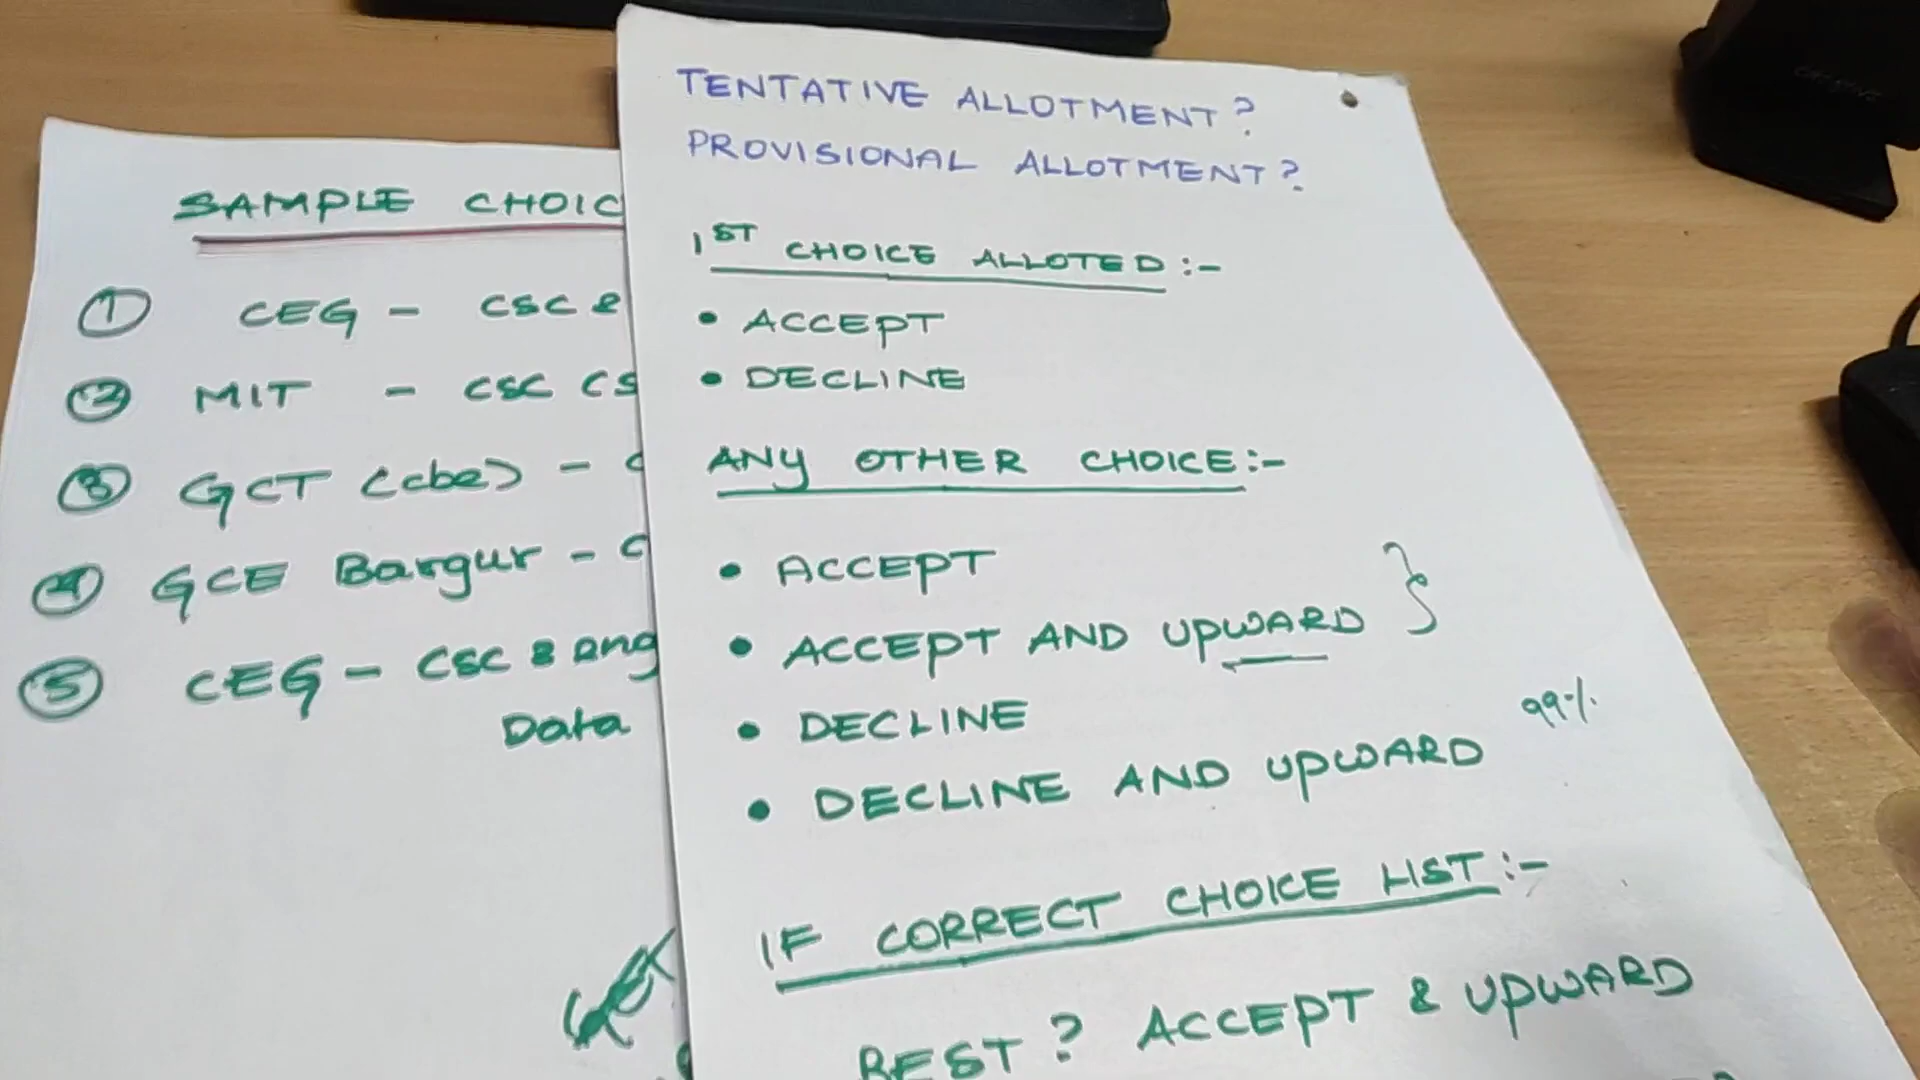 SAMPLE CHOIC
① CEG - CSC &
② MIT - CSC CS
③ GCT (cbe) -
④ GCE Bargur -
⑤ CEG - CSC & ang
Data
TENTATIVE ALLOTMENT?
PROVISIONAL ALLOTMENT?
1ST CHOICE ALLOTED :-
• ACCEPT
• DECLINE
ANY OTHER CHOICE:-
• ACCEPT
• ACCEPT AND UPWARD }
• DECLINE
99%
• DECLINE AND UPWARD
IF CORRECT CHOICE LIST :-
BEST? ACCEPT & UPWARD